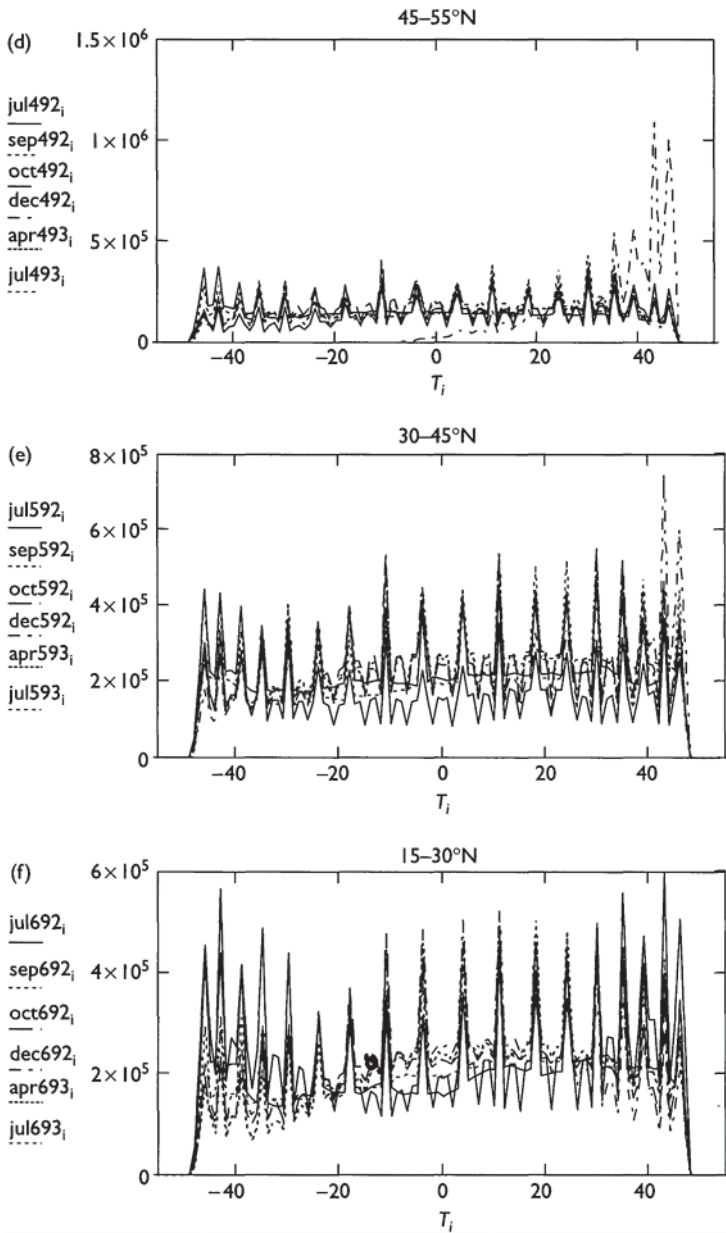 (d)
45–55°N
1.5×10⁶
1×10⁶
5×10⁵
0
jul492ᵢ
sep492ᵢ
oct492ᵢ
dec492ᵢ
apr493ᵢ
jul493ᵢ
−40 −20 0 20 40
Tᵢ
(e)
30–45°N
8×10⁵
6×10⁵
4×10⁵
2×10⁵
0
jul592ᵢ
sep592ᵢ
oct592ᵢ
dec592ᵢ
apr593ᵢ
jul593ᵢ
−40 −20 0 20 40
Tᵢ
(f)
15–30°N
6×10⁵
4×10⁵
2×10⁵
0
jul692ᵢ
sep692ᵢ
oct692ᵢ
dec692ᵢ
apr693ᵢ
jul693ᵢ
−40 −20 0 20 40
Tᵢ